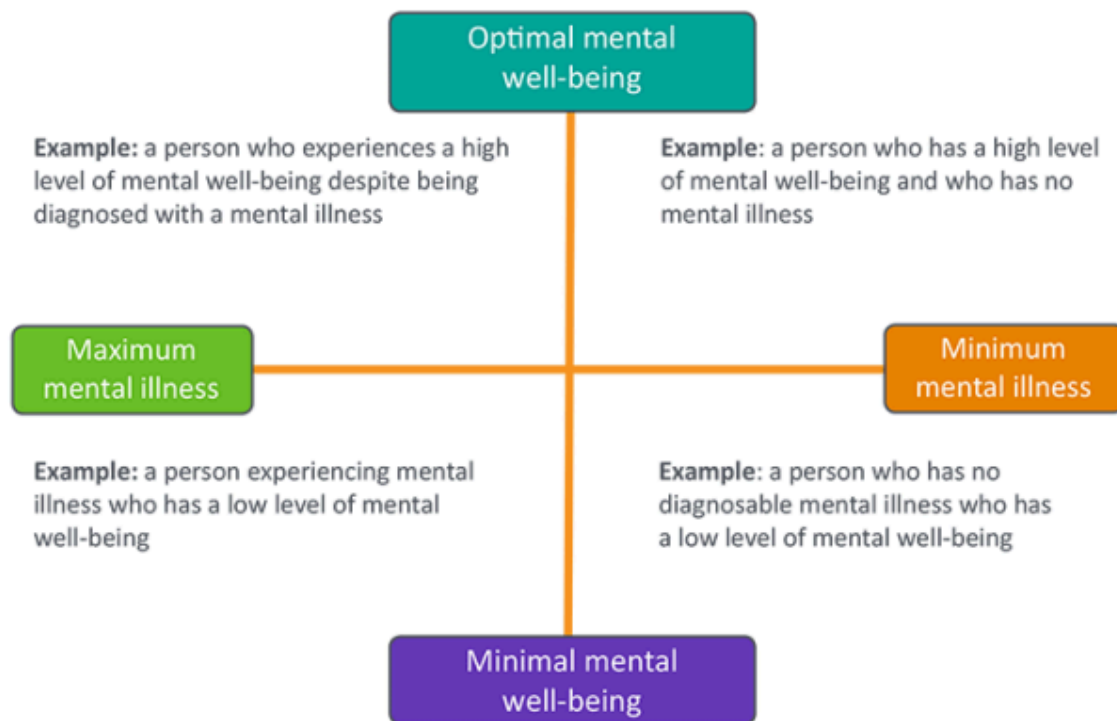 Optimal mental
well-being
Example: a person who experiences a high
level of mental well-being despite being
diagnosed with a mental illness
Example: a person who has a high level
of mental well-being and who has no
mental illness
Maximum
mental illness
Minimum
mental illness
Example: a person experiencing mental
illness who has a low level of mental
well-being
Example: a person who has no
diagnosable mental illness who has
a low level of mental well-being
Minimal mental
well-being